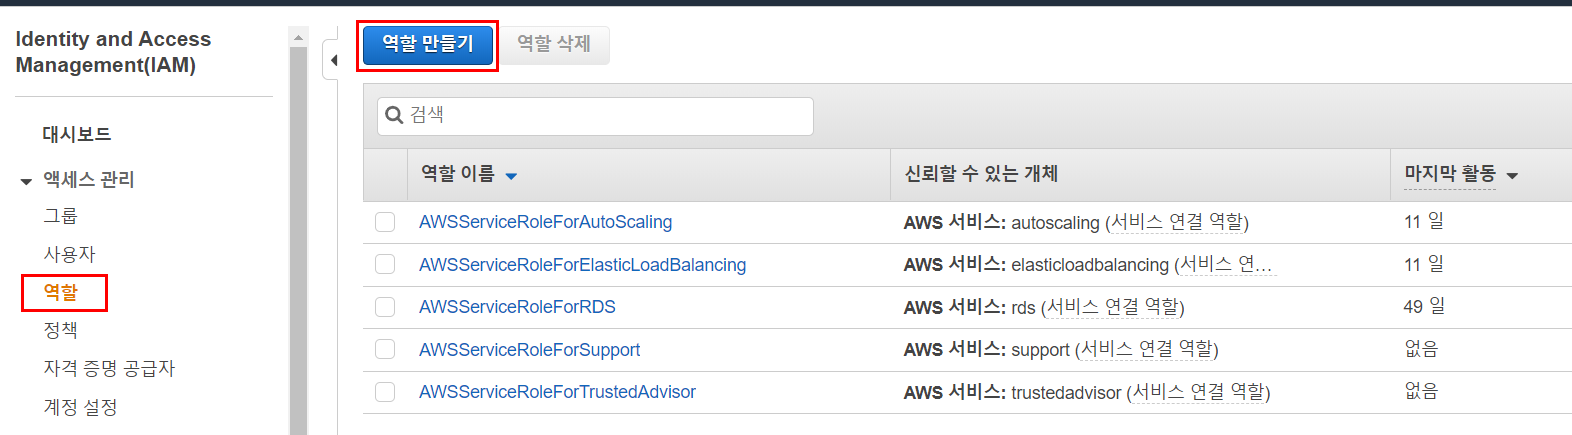 Identity and Access
Management(IAM)
대시보드
액세스 관리
그룹
사용자
역할
정책
자격 증명 공급자
계정 설정
역할 만들기 역할 삭제
검색
역할 이름 신뢰할 수 있는 개체 마지막 활동
AWSServiceRoleForAutoScaling AWS 서비스: autoscaling (서비스 연결 역할) 11 일
AWSServiceRoleForElasticLoadBalancing AWS 서비스: elasticloadbalancing (서비스 연... 11 일
AWSServiceRoleForRDS AWS 서비스: rds (서비스 연결 역할) 49 일
AWSServiceRoleForSupport AWS 서비스: support (서비스 연결 역할) 없음
AWSServiceRoleForTrustedAdvisor AWS 서비스: trustedadvisor (서비스 연결 역할) 없음